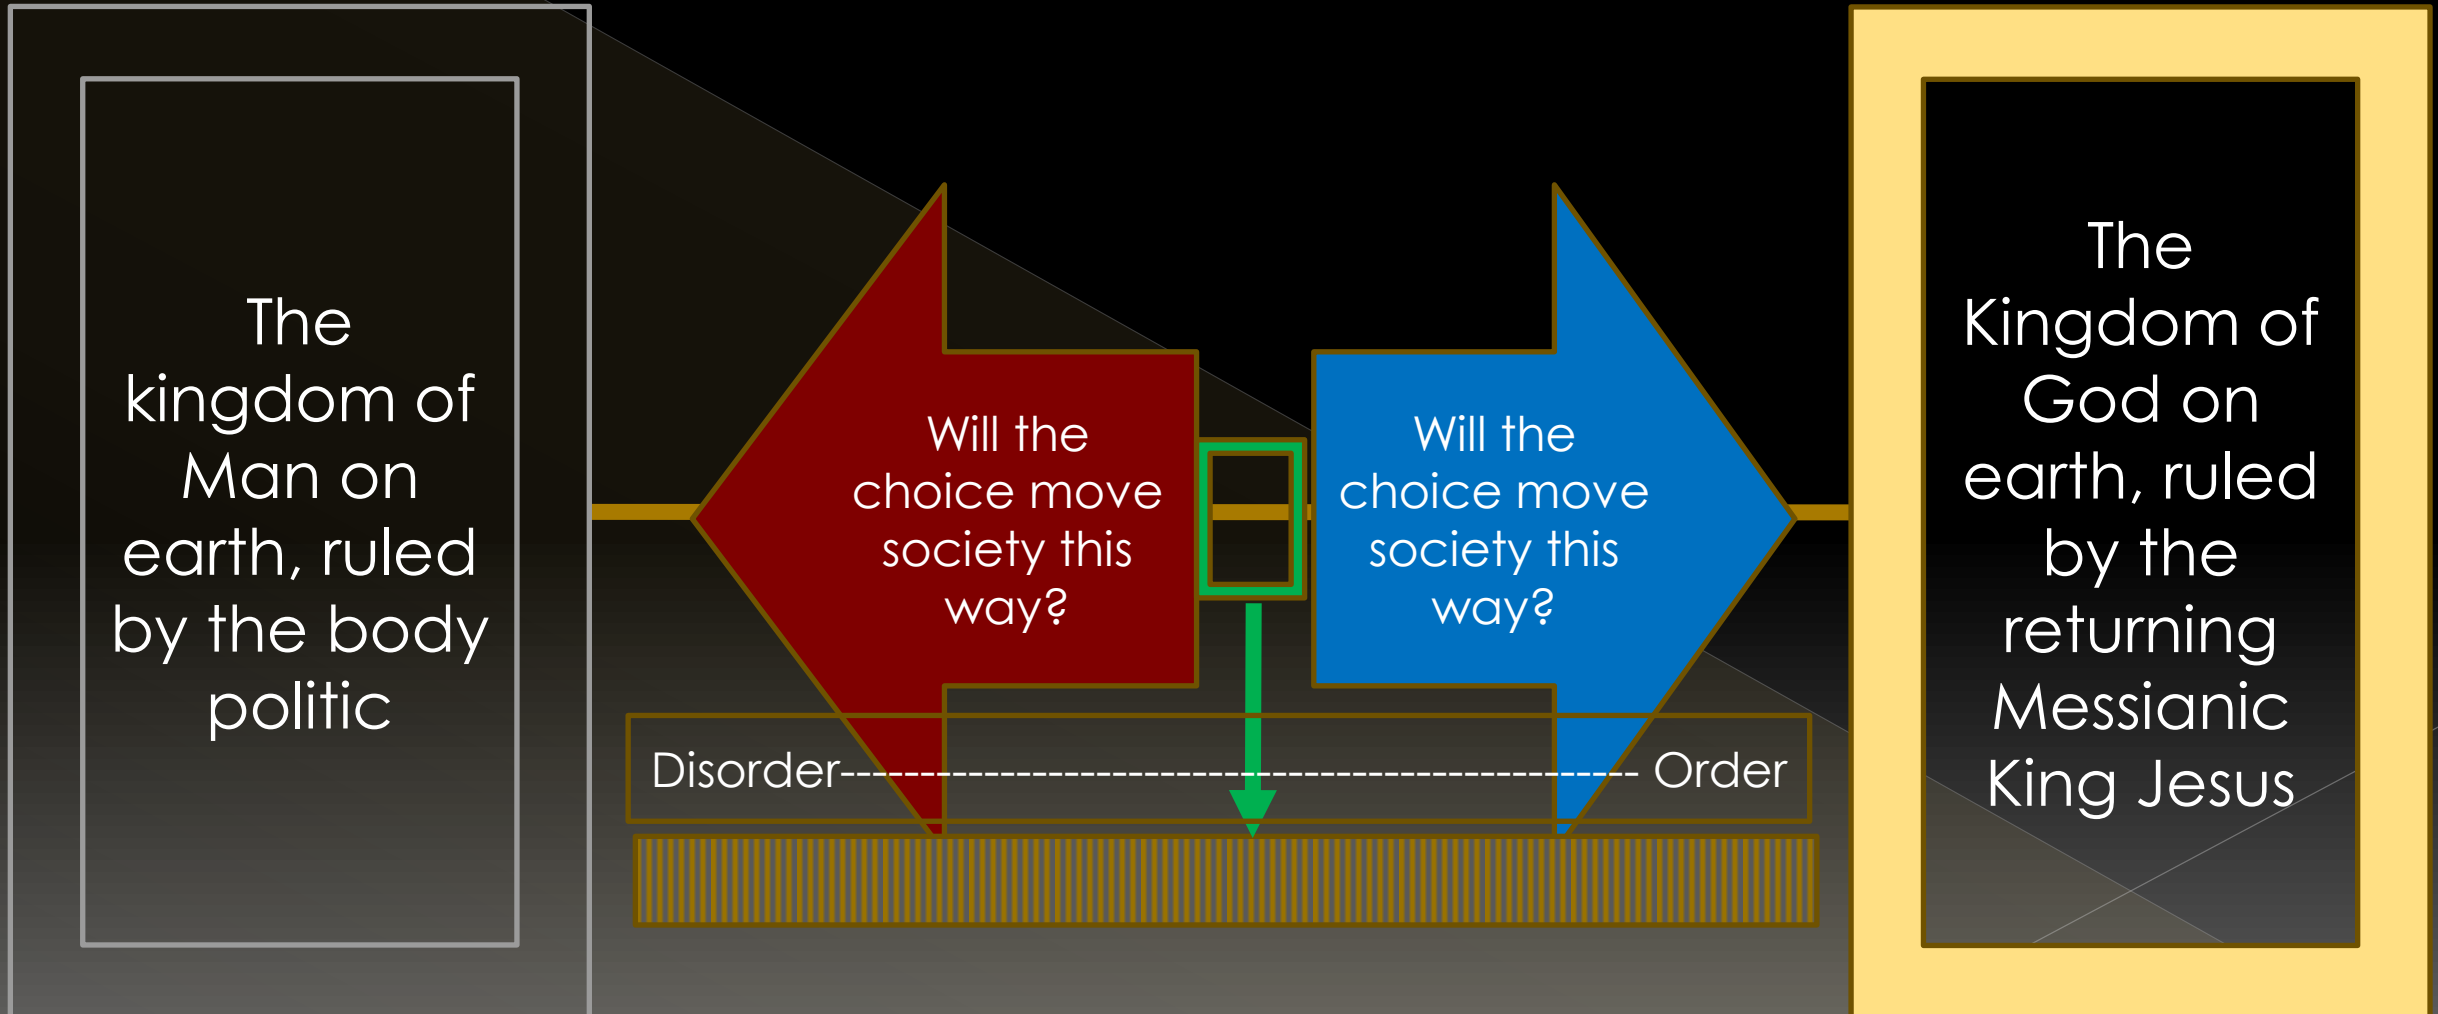 The
kingdom of
Man on
earth, ruled
by the body
politic
Will the
choice move
society this
way?
Will the
choice move
society this
way?
Disorder-------------------------------------------------- Order
The
Kingdom of
God on
earth, ruled
by the
returning
Messianic
King Jesus